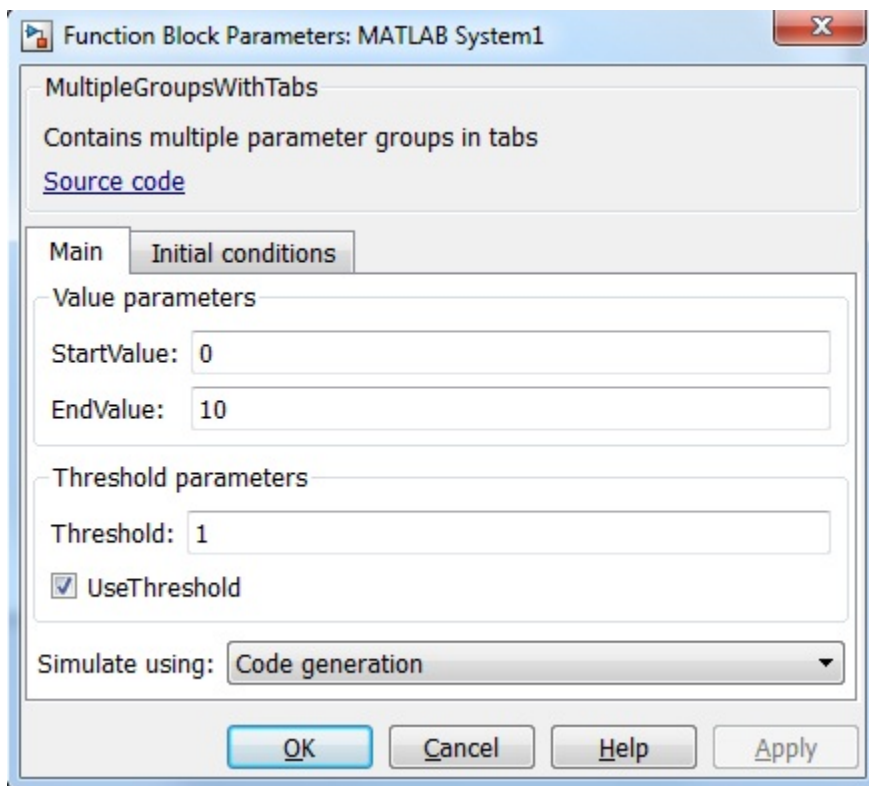 Function Block Parameters: MATLAB System1
MultipleGroupsWithTabs
Contains multiple parameter groups in tabs
Source code
Main Initial conditions
Value parameters
StartValue: 0
EndValue: 10
Threshold parameters
Threshold: 1
UseThreshold
Simulate using: Code generation
OK Cancel Help Apply